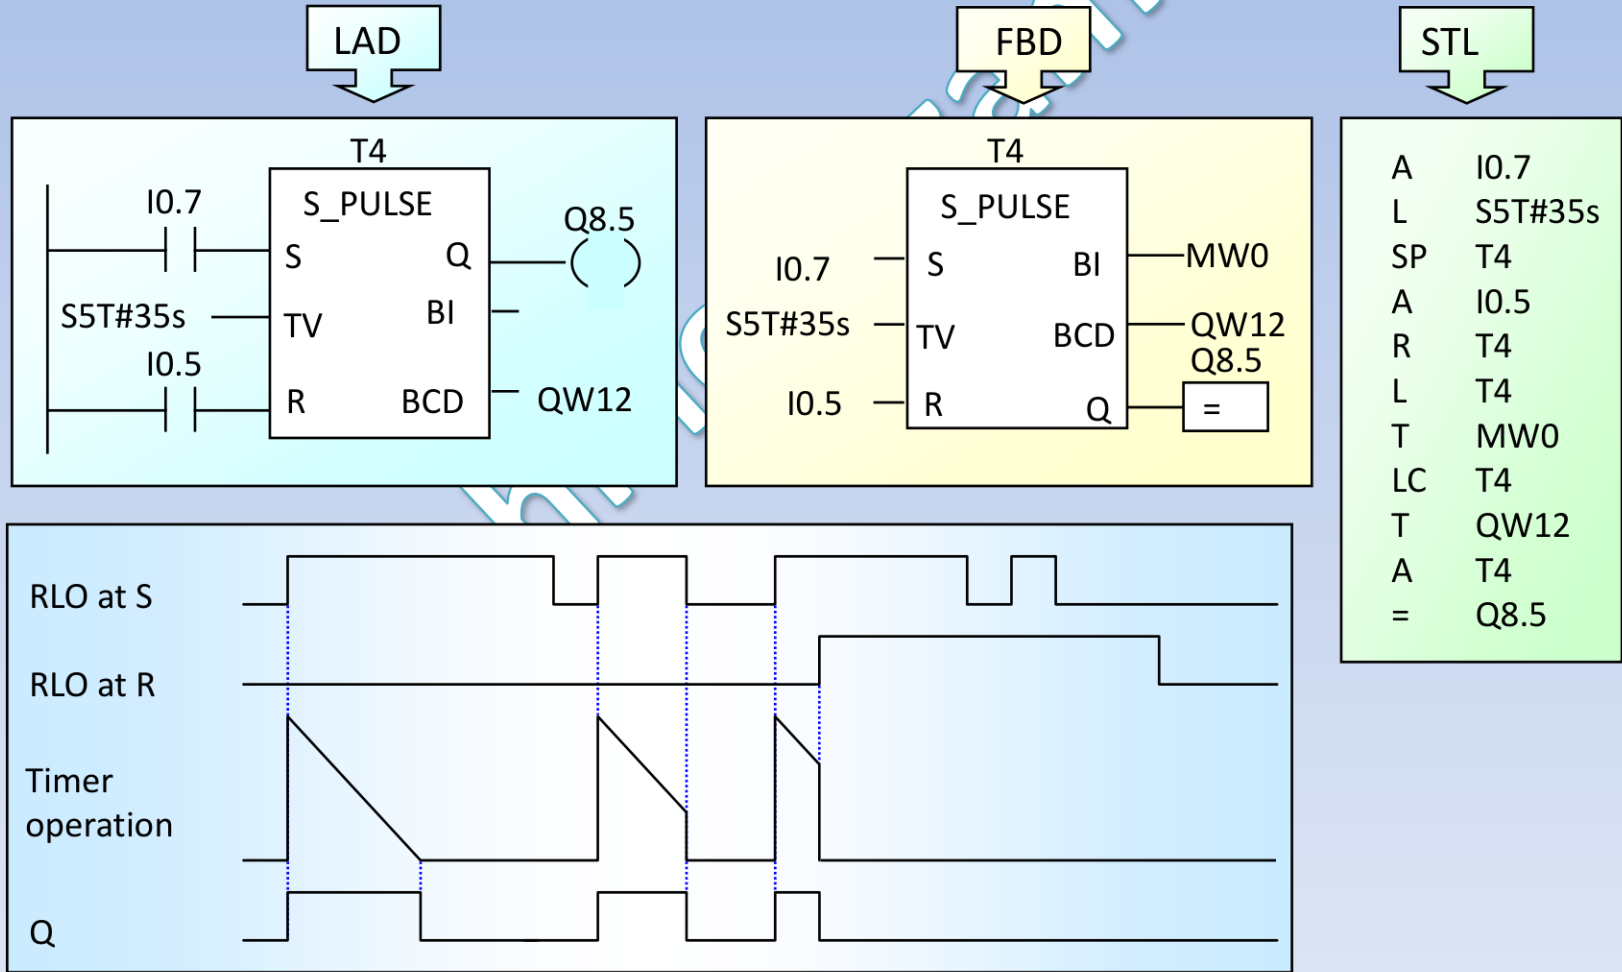 LAD
FBD
STL
T4
I0.7
S_PULSE
Q8.5
S
Q
S5T#35s
TV
BI
I0.5
R
BCD
QW12
T4
S_PULSE
I0.7
S
BI
MW0
S5T#35s
TV
BCD
QW12
Q8.5
I0.5
R
Q
=
A I0.7
L S5T#35s
SP T4
A I0.5
R T4
L T4
T MW0
LC T4
T QW12
A T4
= Q8.5
RLO at S
RLO at R
Timer
operation
Q